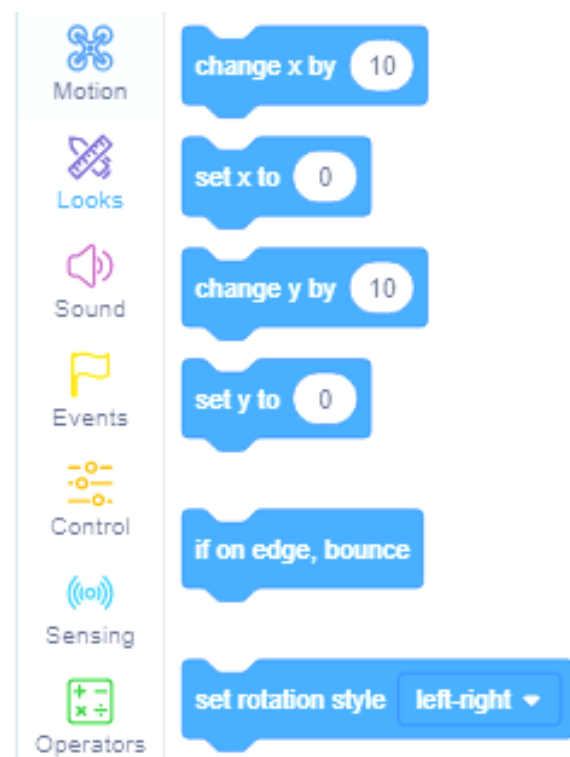 Motion
Looks
Sound
Events
Control
Sensing
Operators
change x by 10
set x to 0
change y by 10
set y to 0
if on edge, bounce
set rotation style left-right